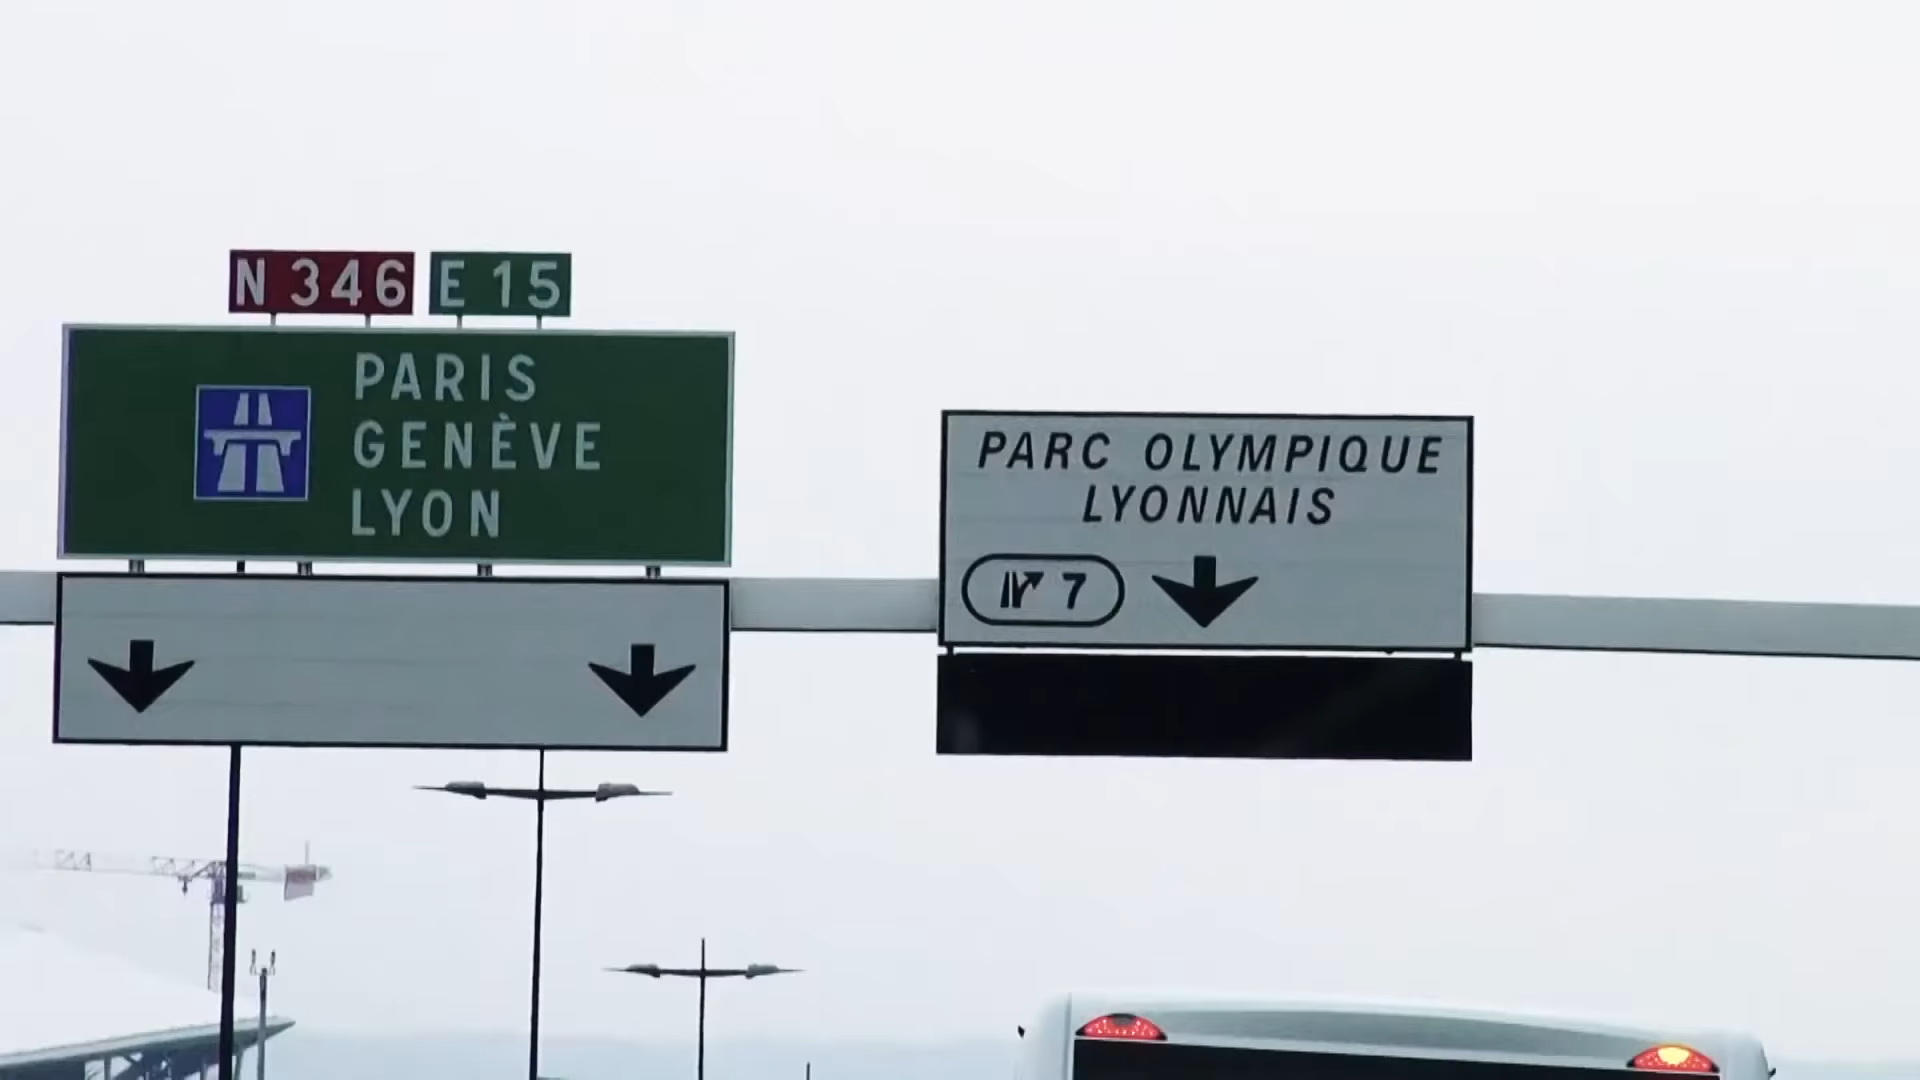 N 346
E 15
PARIS
GENÈVE
LYON
PARC OLYMPIQUE
LYONNAIS
7